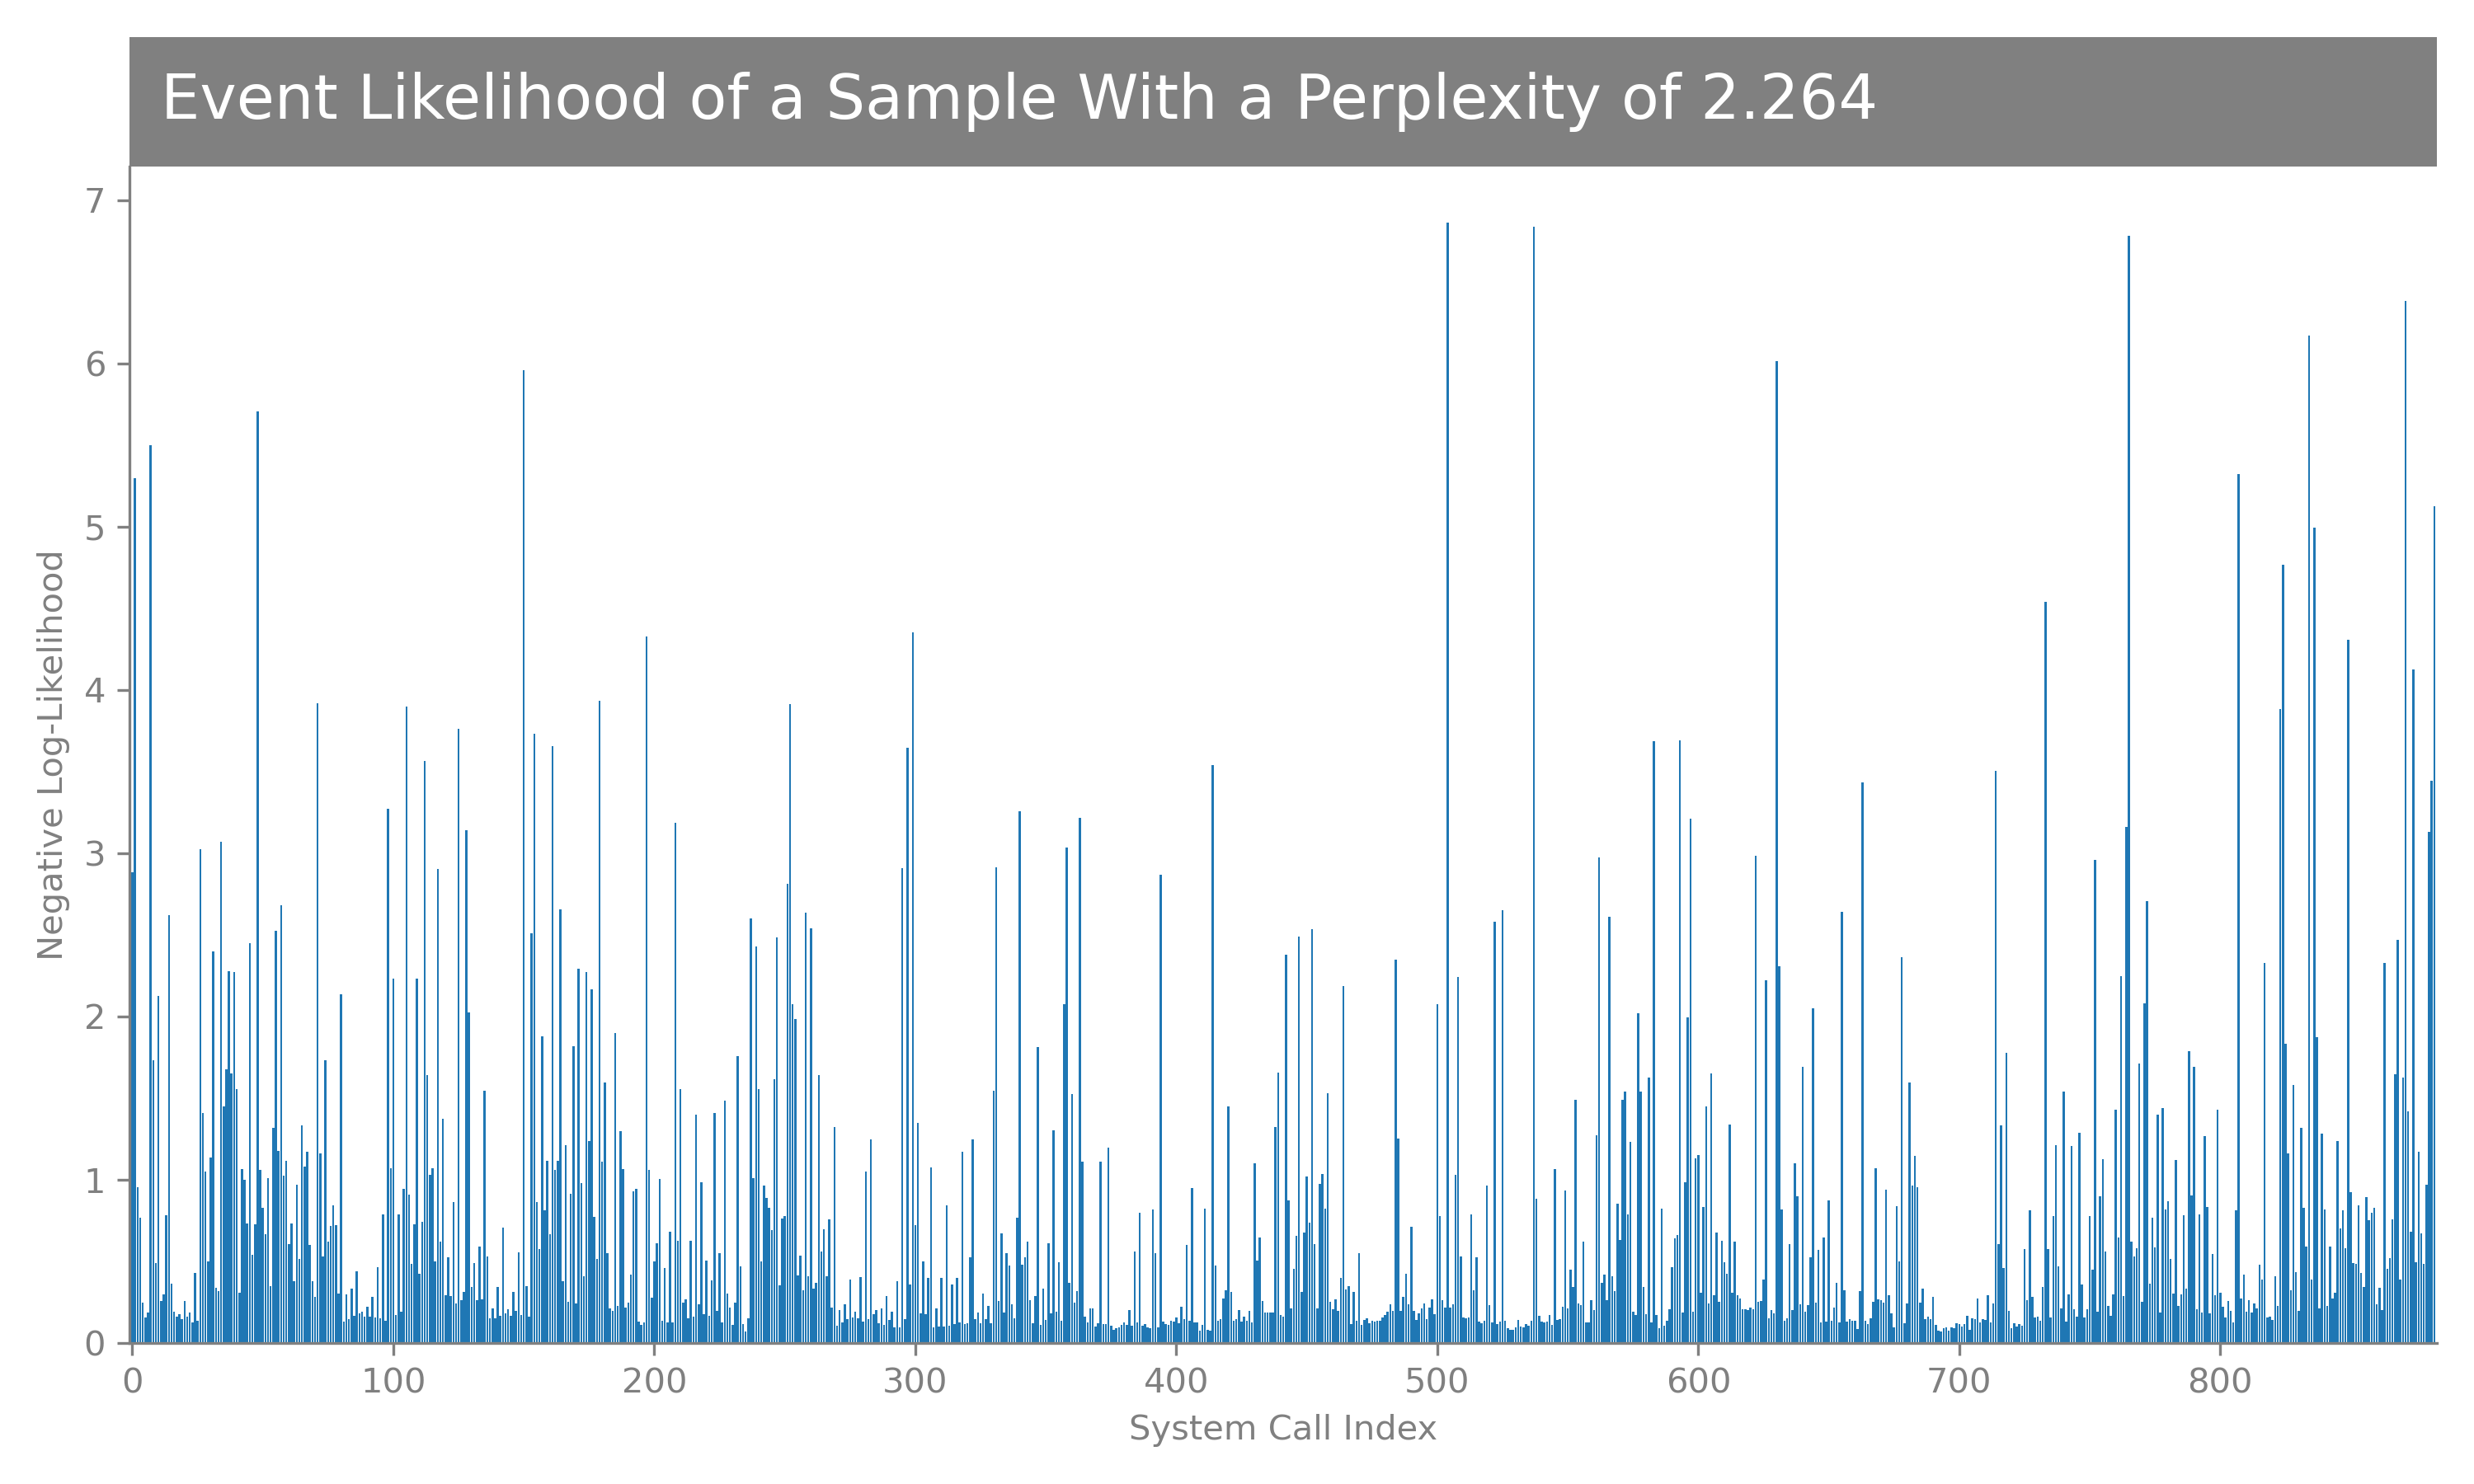 Event Likelihood of a Sample With a Perplexity of 2.264
7
6
5
4
3
2
1
0
Negative Log-Likelihood
0 100 200 300 400 500 600 700 800
System Call Index